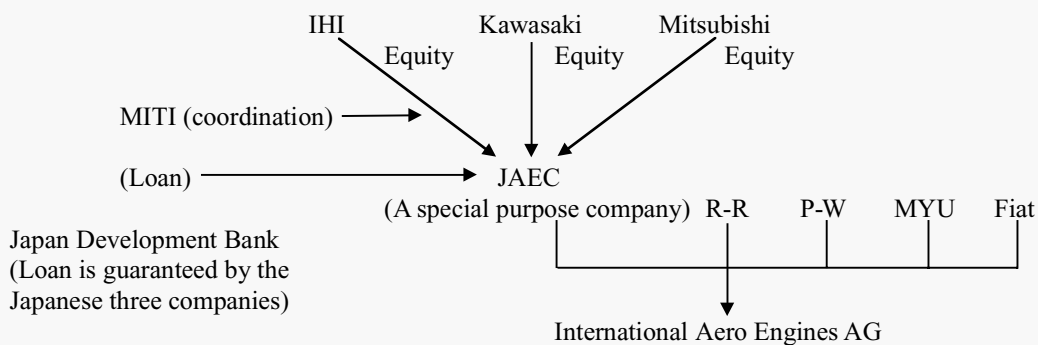 IHI Kawasaki Mitsubishi
Equity Equity Equity
MITI (coordination)
(Loan) JAEC
(A special purpose company) R-R P-W MYU Fiat
Japan Development Bank
(Loan is guaranteed by the
Japanese three companies)
International Aero Engines AG